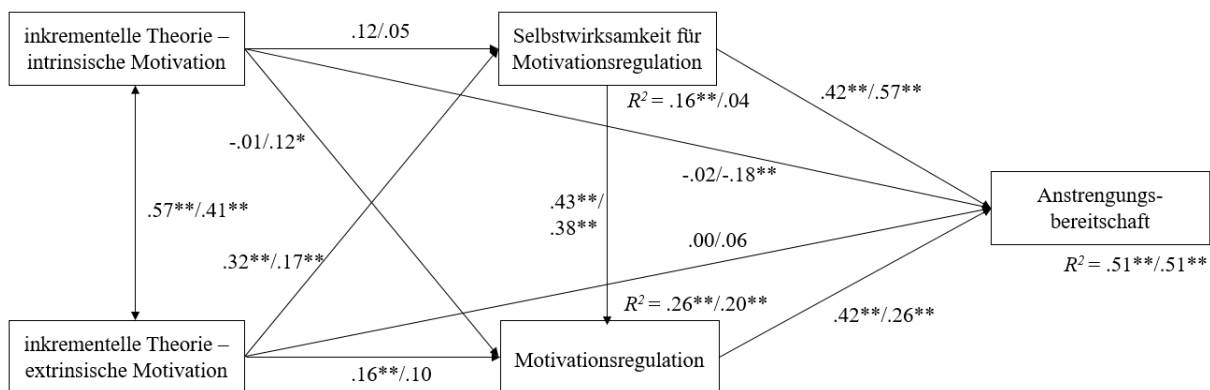 inkrementelle Theorie –
intrinsische Motivation
.12/.05
Selbstwirksamkeit für
Motivationsregulation
R² = .16**/.04
.42**/.57**
-.01/.12*
-.02/-.18**
.57**/.41**
.43**/
.38**
Anstrengungs-
bereitschaft
R² = .51**/.51**
.00/.06
.32**/.17**
R² = .26**/.20**
.42**/.26**
inkrementelle Theorie –
extrinsische Motivation
.16**/.10
Motivationsregulation